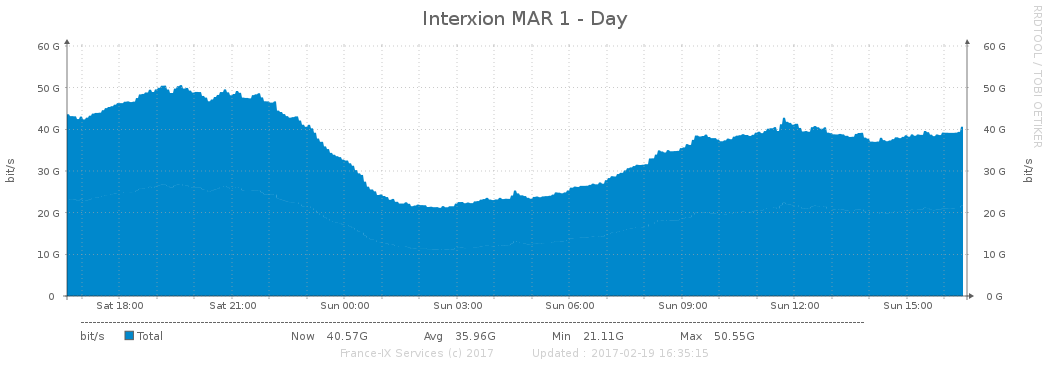 Interxion MAR 1 - Day
RRDTOOL / TOBI OETIKER
bit/s
60 G 60 G
50 G 50 G
40 G 40 G
30 G 30 G
20 G 20 G
10 G 10 G
0 0 G
bit/s
Sat 18:00 Sat 21:00 Sun 00:00 Sun 03:00 Sun 06:00 Sun 09:00 Sun 12:00 Sun 15:00
bit/s Total Now 40.57G Avg 35.96G Min 21.11G Max 50.55G
France-IX Services (c) 2017 Updated : 2017-02-19 16:35:15